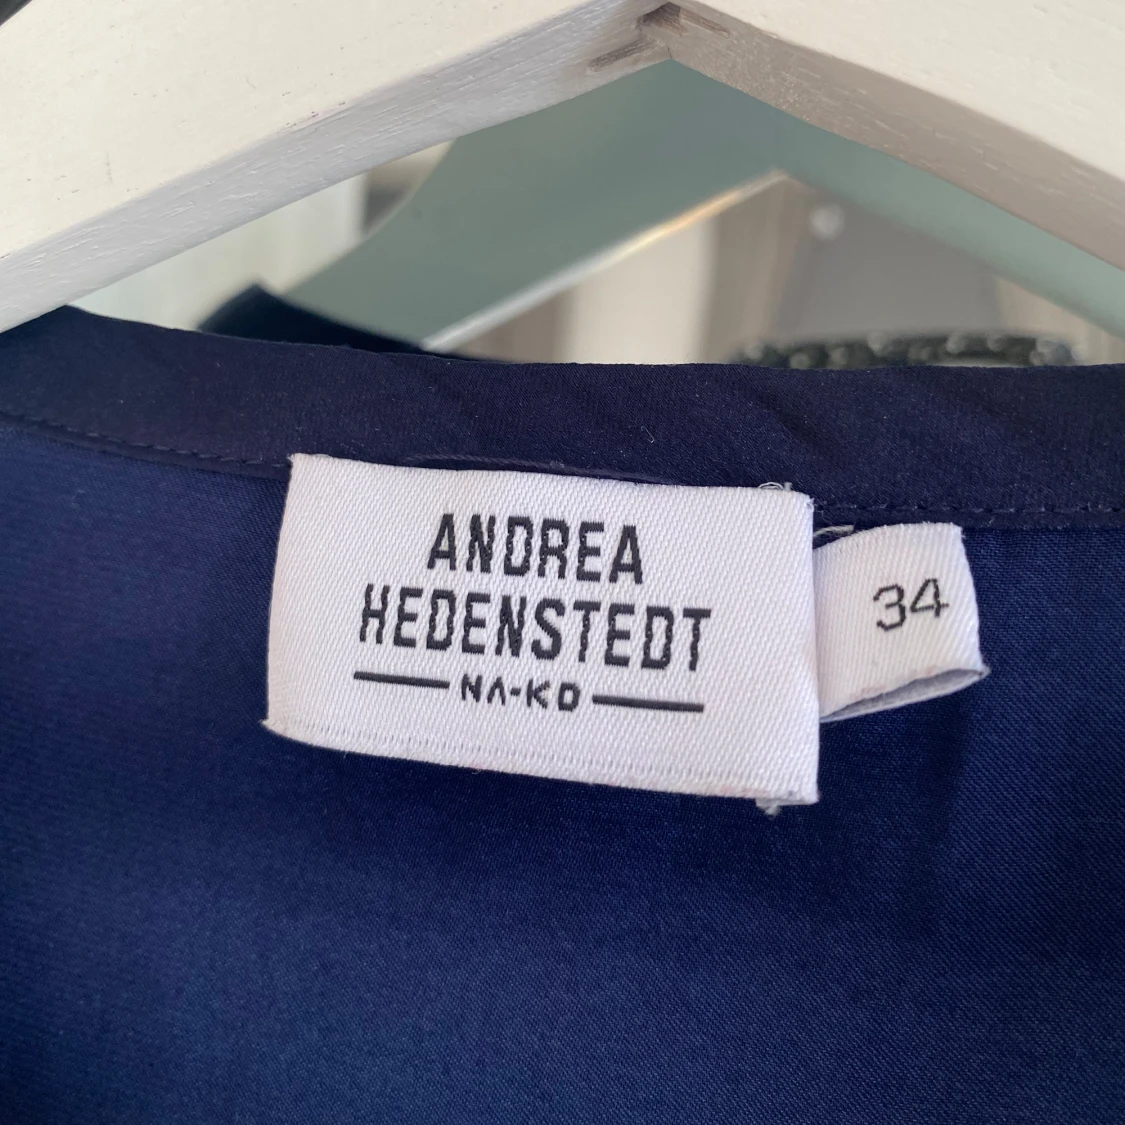 ANDREA
HEDENSTEDT
NA-KD
34